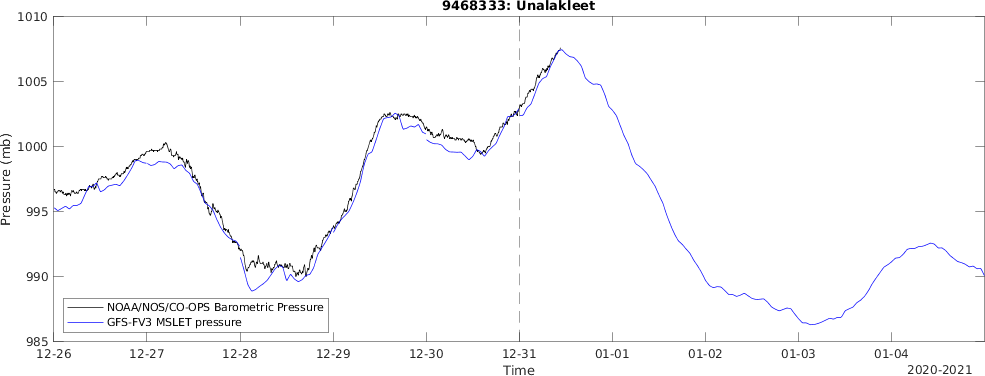 9468333: Unalakleet
1010
1005
1000
995
990
985
Pressure (mb)
NOAA/NOS/CO-OPS Barometric Pressure
GFS-FV3 MSLET pressure
12-26 12-27 12-28 12-29 12-30 12-31 01-01 01-02 01-03 01-04
Time
2020-2021